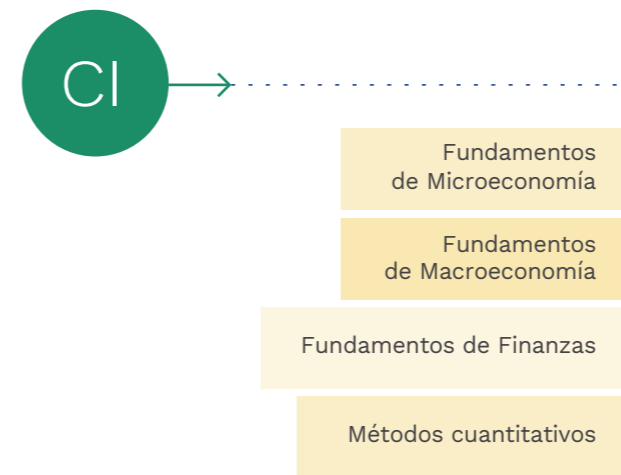 CI
Fundamentos
de Microeconomía
Fundamentos
de Macroeconomía
Fundamentos de Finanzas
Métodos cuantitativos